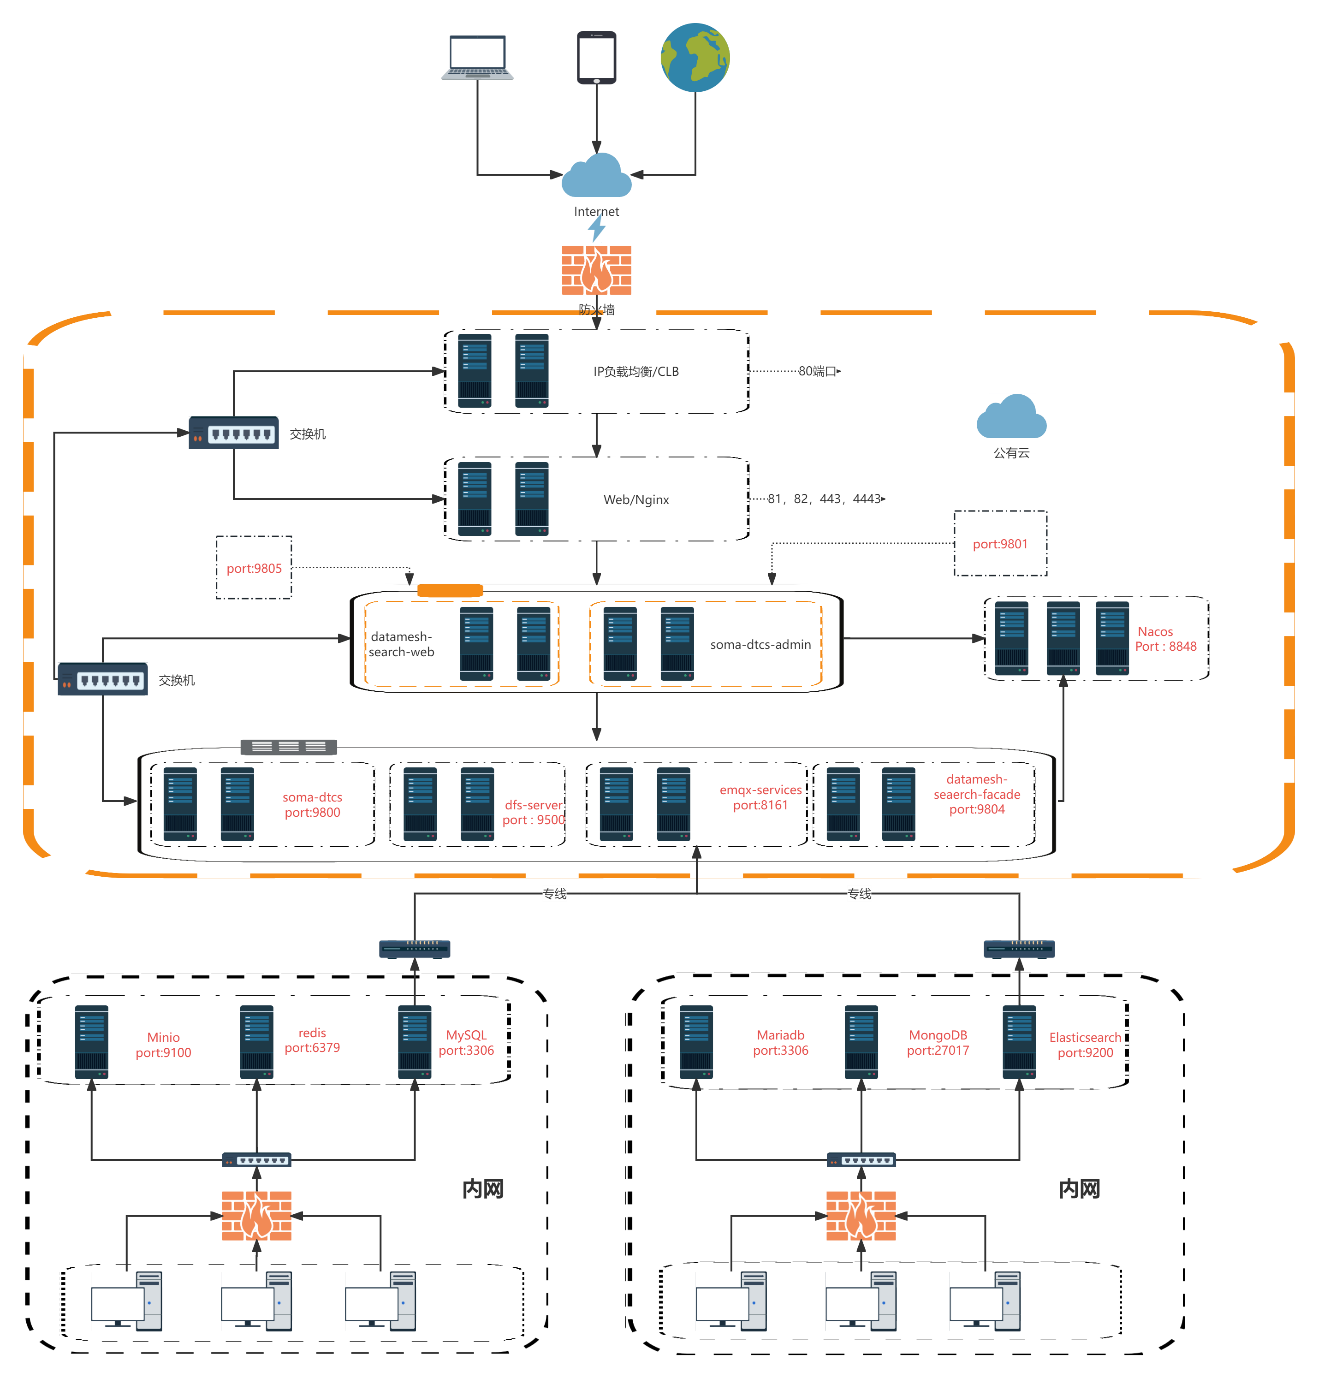 Internet
防火墙
IP负载均衡/CLB
80端口
交换机
公有云
Web/Nginx
81，82，443，4443
port:9805
port:9801
datamesh-
search-web
soma-dtcs-admin
Nacos
Port : 8848
交换机
soma-dtcs
port:9800
dfs-server
port : 9500
emqx-services
port:8161
datamesh-
seaerch-facade
port:9804
专线
专线
Minio
port:9100
redis
port:6379
MySQL
port:3306
Mariadb
port:3306
MongoDB
port:27017
Elasticsearch
port:9200
内网
内网